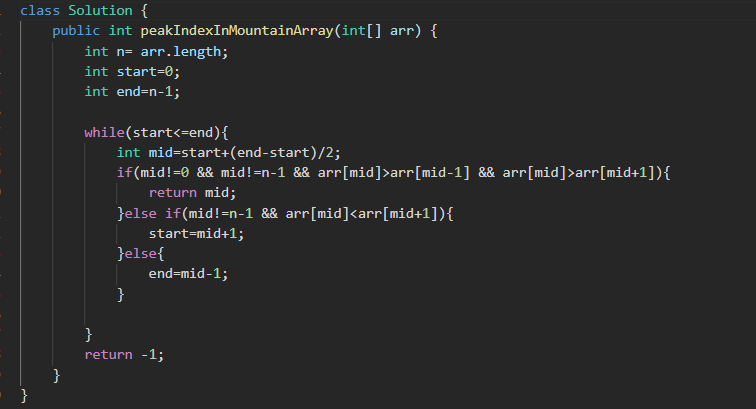 class Solution {
    public int peakIndexInMountainArray(int[] arr) {
        int n= arr.length;
        int start=0;
        int end=n-1;

        while(start<=end){
            int mid=start+(end-start)/2;
            if(mid!=0 && mid!=n-1 && arr[mid]>arr[mid-1] && arr[mid]>arr[mid+1]){
                return mid;
            }else if(mid!=n-1 && arr[mid]<arr[mid+1]){
                start=mid+1;
            }else{
                end=mid-1;
            }

        }
        return -1;
    }
}